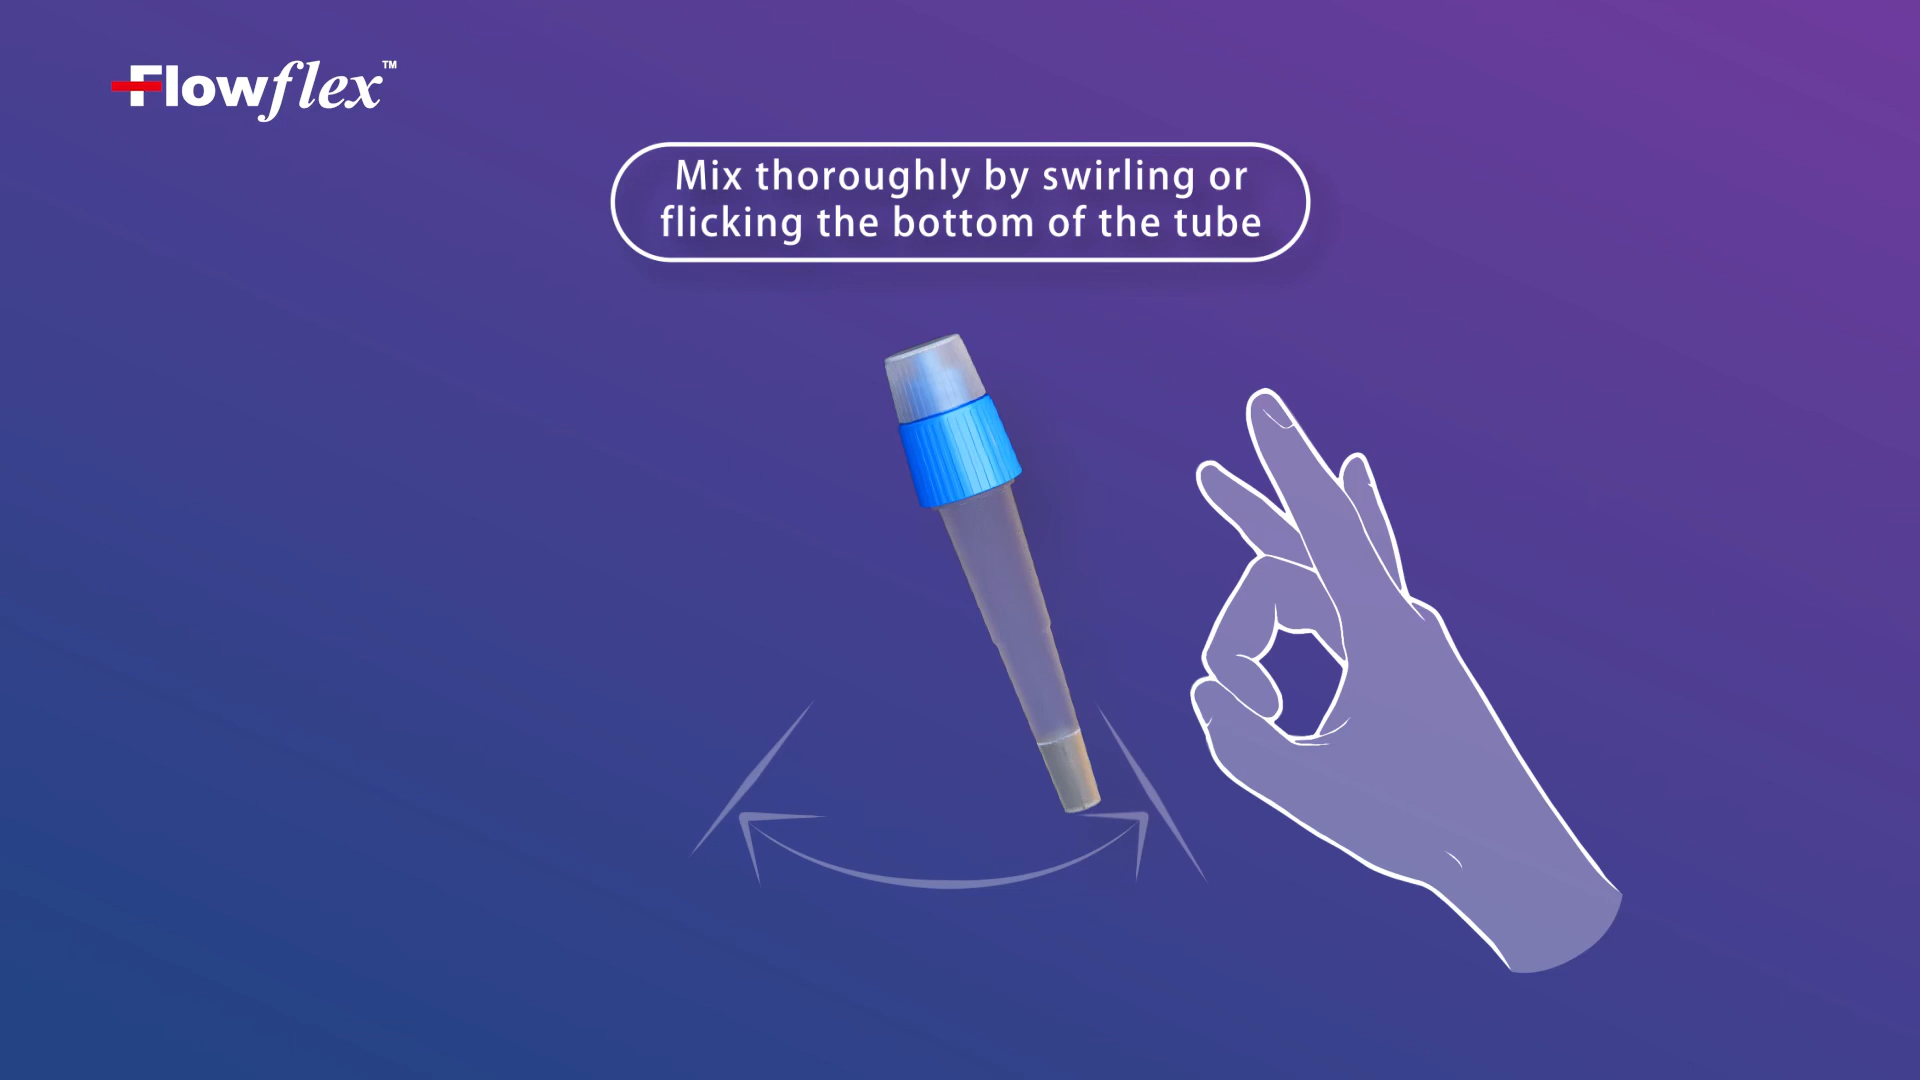 Flowflex™
Mix thoroughly by swirling or
flicking the bottom of the tube